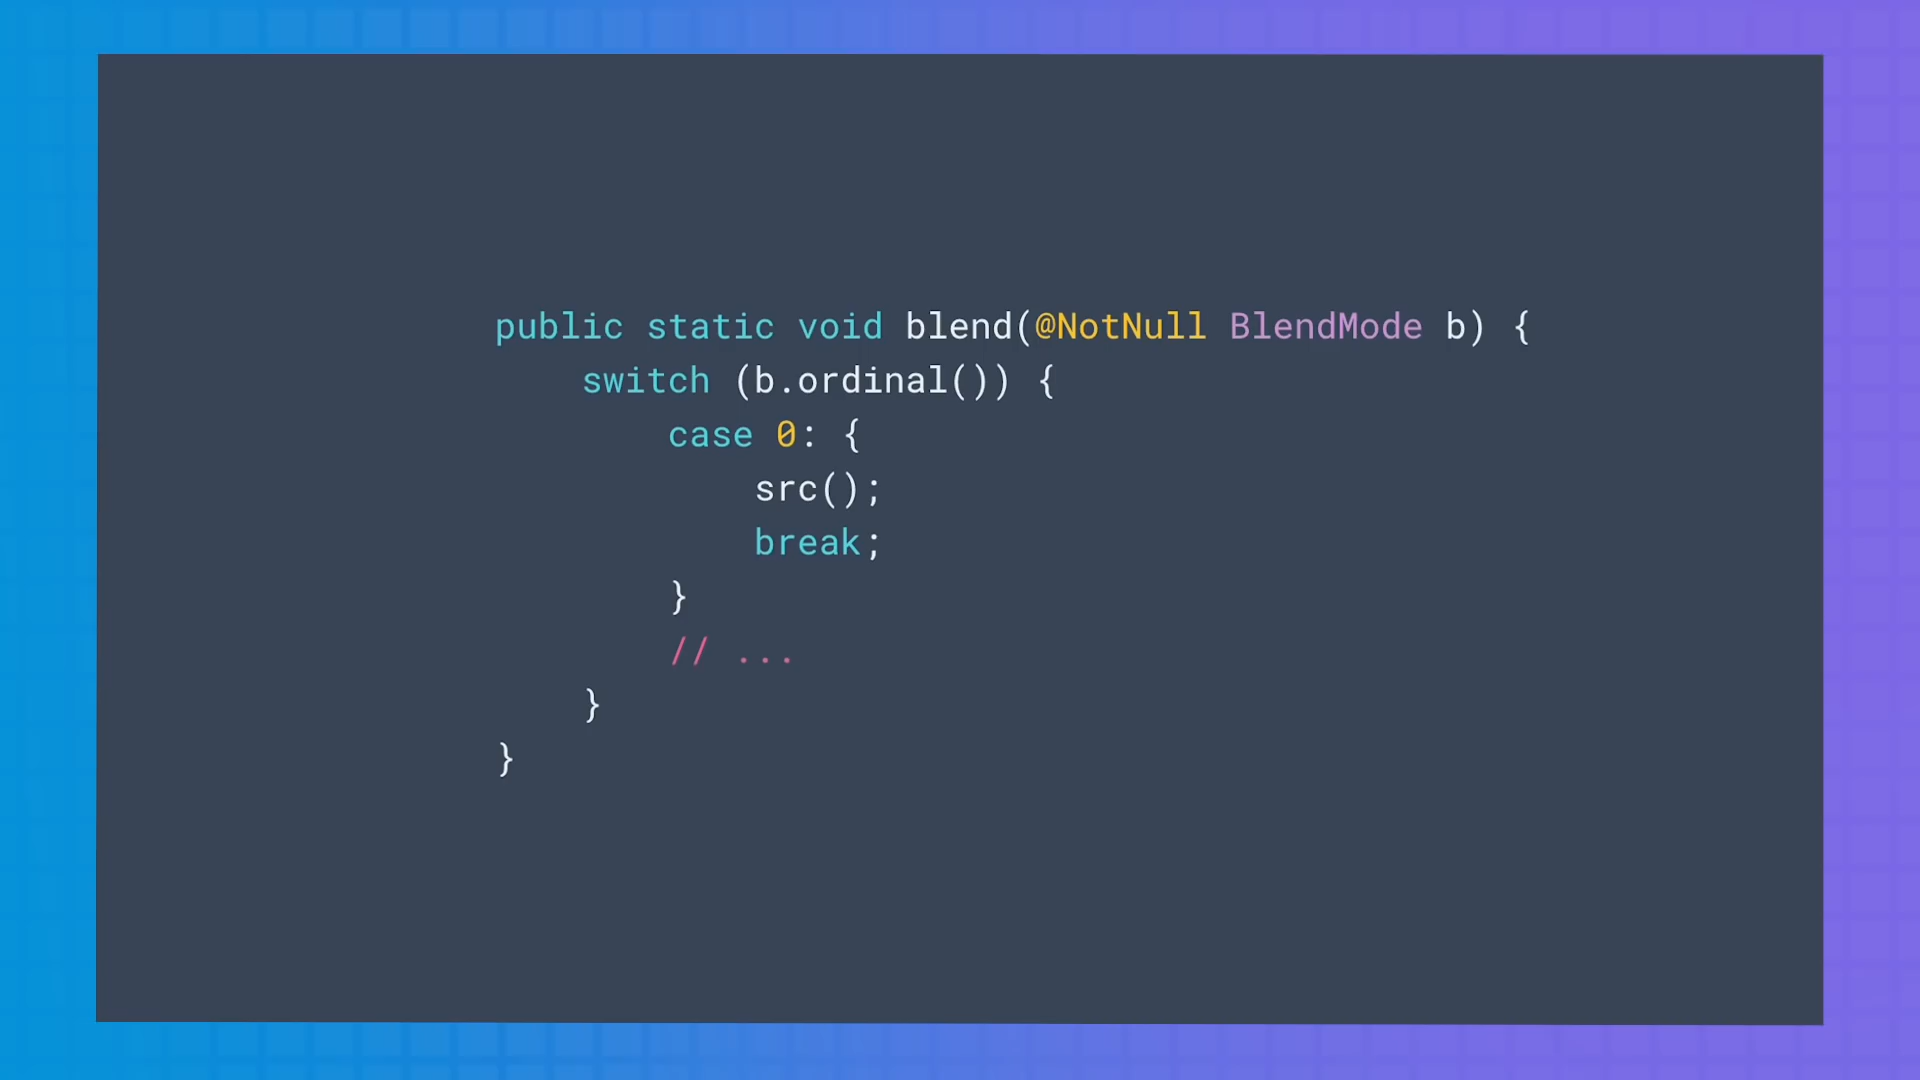 public static void blend(@NotNull BlendMode b) {
    switch (b.ordinal()) {
        case 0: {
            src();
            break;
        }
        // ...
    }
}